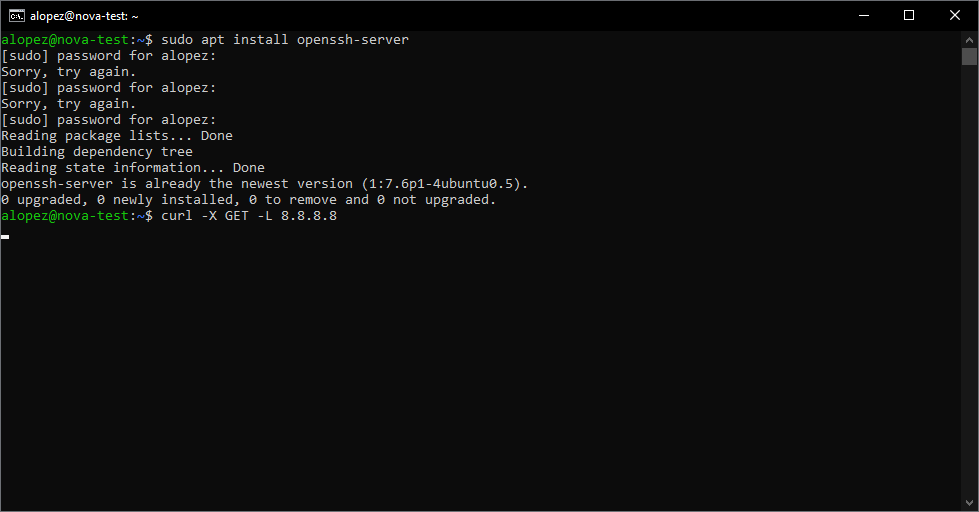 alopez@nova-test: ~
alopez@nova-test:~$ sudo apt install openssh-server
[sudo] password for alopez:
Sorry, try again.
[sudo] password for alopez:
Sorry, try again.
[sudo] password for alopez:
Reading package lists... Done
Building dependency tree
Reading state information... Done
openssh-server is already the newest version (1:7.6p1-4ubuntu0.5).
0 upgraded, 0 newly installed, 0 to remove and 0 not upgraded.
alopez@nova-test:~$ curl -X GET -L 8.8.8.8